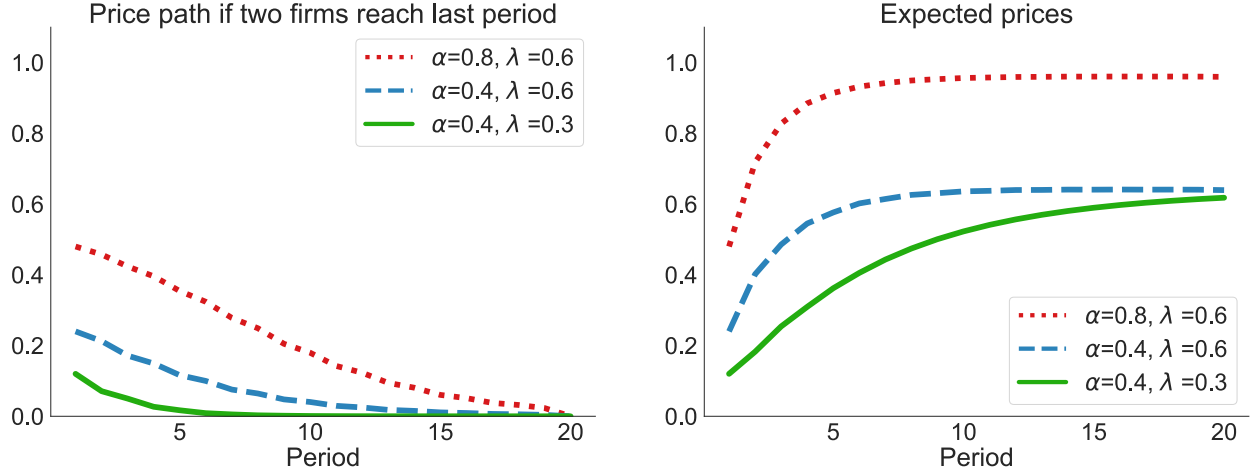 Price path if two firms reach last period
1.0
0.8
0.6
0.4
0.2
0.0
α=0.8, λ =0.6
α=0.4, λ =0.6
α=0.4, λ =0.3
5
10
15
20
Period
Expected prices
1.0
0.8
0.6
0.4
0.2
0.0
α=0.8, λ =0.6
α=0.4, λ =0.6
α=0.4, λ =0.3
5
10
15
20
Period